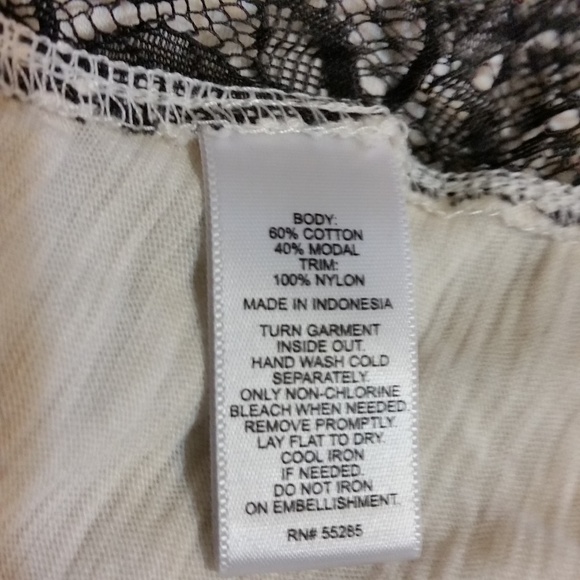 BODY:
60% COTTON
40% MODAL
TRIM:
100% NYLON
MADE IN INDONESIA
TURN GARMENT
INSIDE OUT.
HAND WASH COLD
SEPARATELY.
ONLY NON-CHLORINE
BLEACH WHEN NEEDED.
REMOVE PROMPTLY.
LAY FLAT TO DRY.
COOL IRON
IF NEEDED.
DO NOT IRON
ON EMBELLISHMENT.
RN# 55285